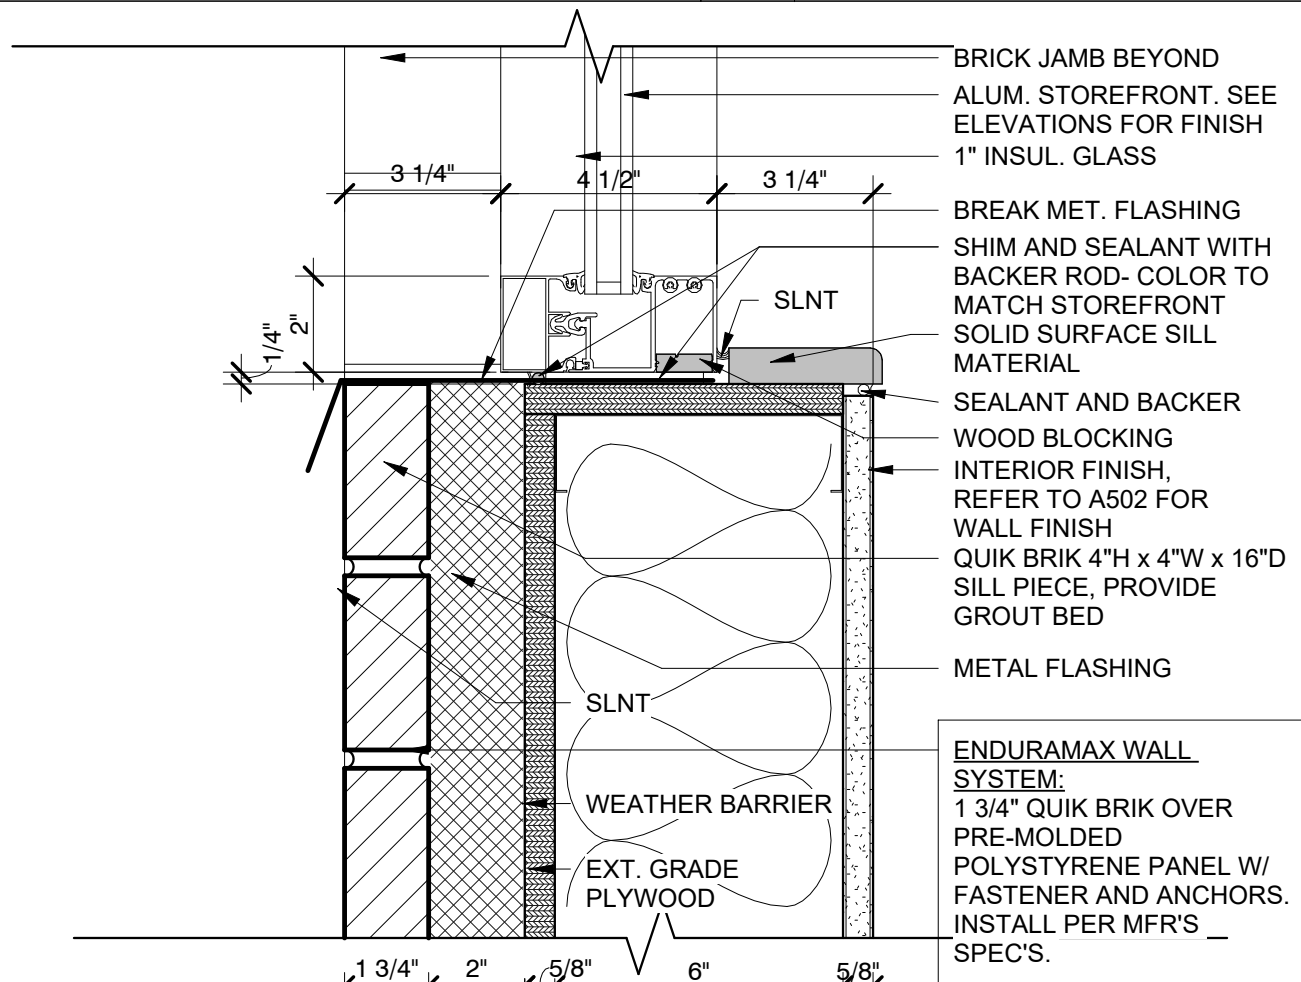 BRICK JAMB BEYOND
ALUM. STOREFRONT. SEE
ELEVATIONS FOR FINISH
1" INSUL. GLASS
3 1/4"
4 1/2"
3 1/4"
BREAK MET. FLASHING
SHIM AND SEALANT WITH
BACKER ROD- COLOR TO
MATCH STOREFRONT
SLNT
SOLID SURFACE SILL
MATERIAL
2"
1/4"
SEALANT AND BACKER
WOOD BLOCKING
INTERIOR FINISH,
REFER TO A502 FOR
WALL FINISH
QUIK BRIK 4"H x 4"W x 16"D
SILL PIECE, PROVIDE
GROUT BED
METAL FLASHING
SLNT
ENDURAMAX WALL
SYSTEM:
1 3/4" QUIK BRIK OVER
PRE-MOLDED
POLYSTYRENE PANEL W/
FASTENER AND ANCHORS.
INSTALL PER MFR'S
SPEC'S.
WEATHER BARRIER
EXT. GRADE
PLYWOOD
1 3/4"
2"
5/8"
6"
5/8"